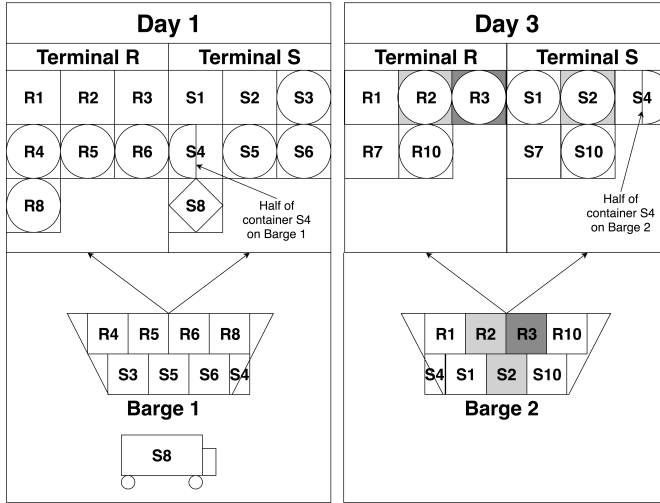 Day 1
Terminal R Terminal S
R1 R2 R3 S1 S2 S3
R4 R5 R6 S4 S5 S6
R8 S8
Half of
container S4
on Barge 1
R4 R5 R6 R8
S3 S5 S6 S4
Barge 1
S8
Day 3
Terminal R Terminal S
R1 R2 R3 S1 S2 S4
R7 R10 S7 S10
Half of
container S4
on Barge 2
R1 R2 R3 R10
S4 S1 S2 S10
Barge 2